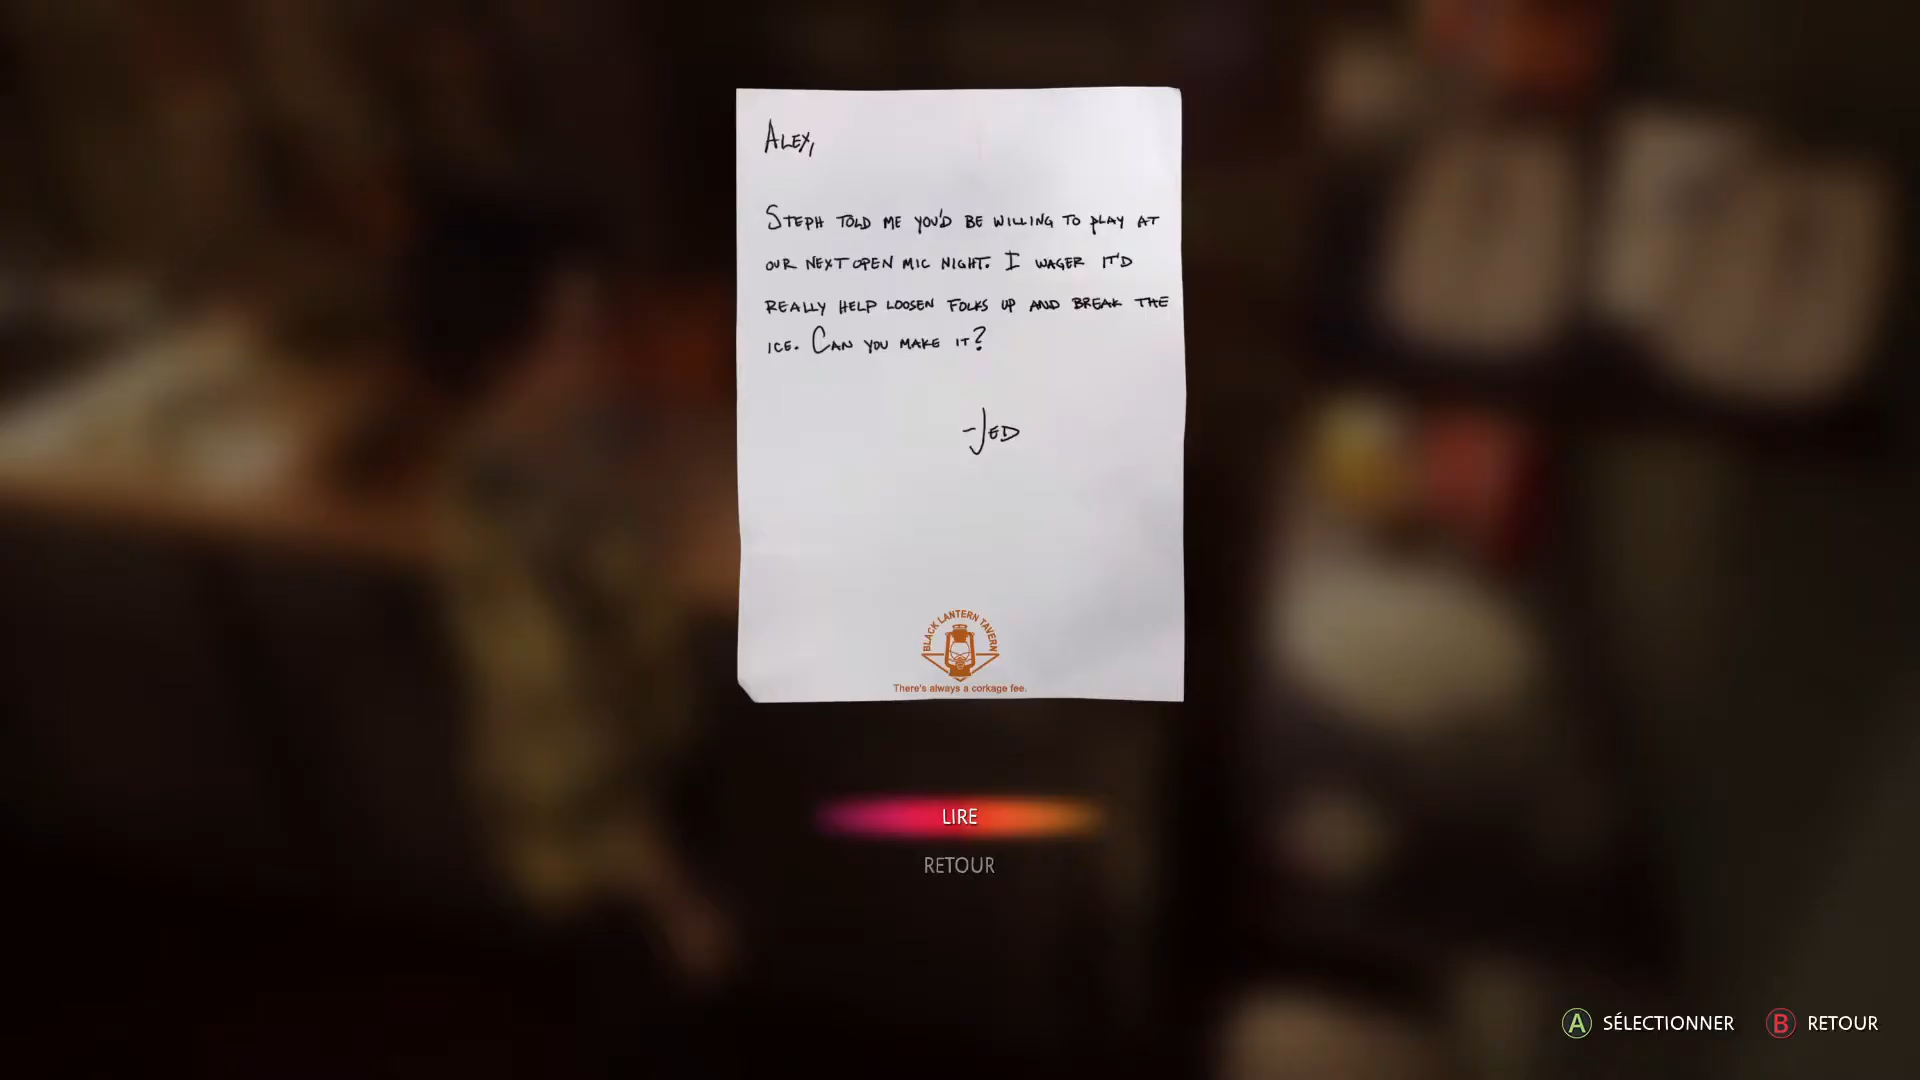 ALEX,
STEPH TOLD ME YOU'D BE WILLING TO PLAY AT
OUR NEXT OPEN MIC NIGHT. I WAGER IT'D
REALLY HELP LOOSEN FOLKS UP AND BREAK THE
ICE. CAN YOU MAKE IT?
-JED
BLACK LANTERN TAVERN
There's always a corkage fee.
LIRE
RETOUR
A SÉLECTIONNER B RETOUR